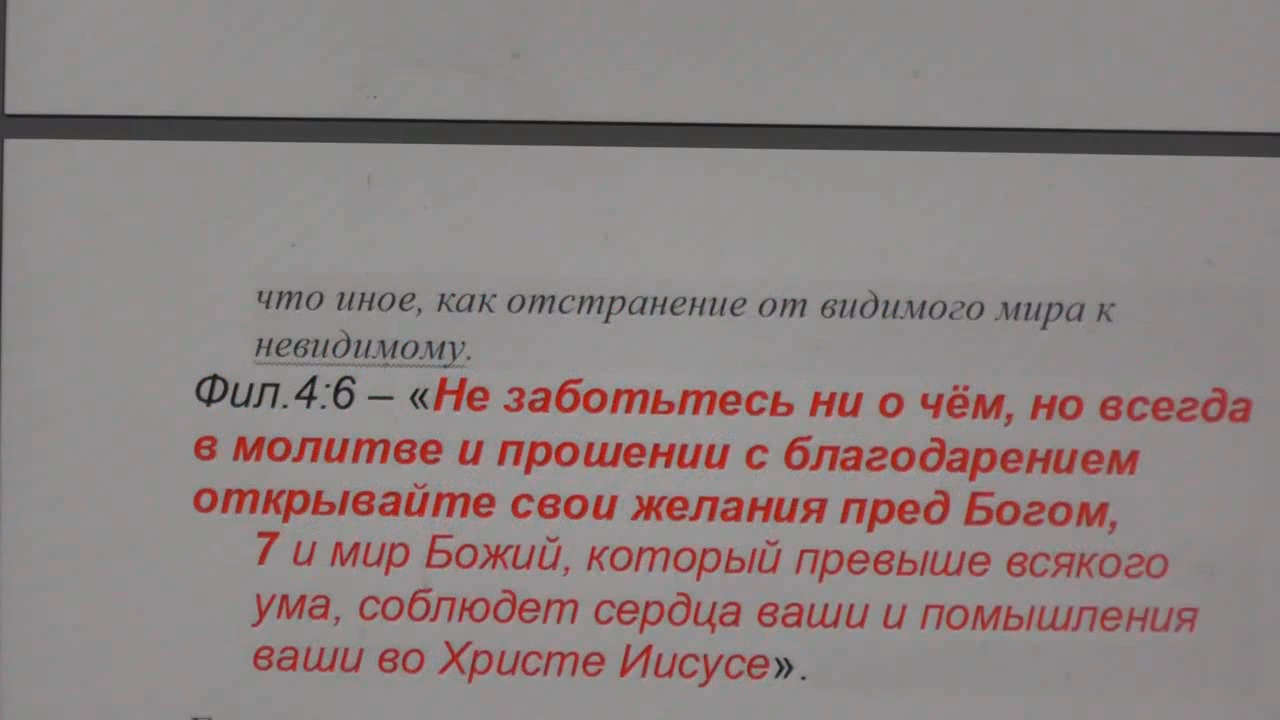 что иное, как отстранение от видимого мира к
невидимому.
Фил.4:6 – «Не заботьтесь ни о чём, но всегда
в молитве и прошении с благодарением
открывайте свои желания пред Богом,
7 и мир Божий, который превыше всякого
ума, соблюдет сердца ваши и помышления
ваши во Христе Иисусе».